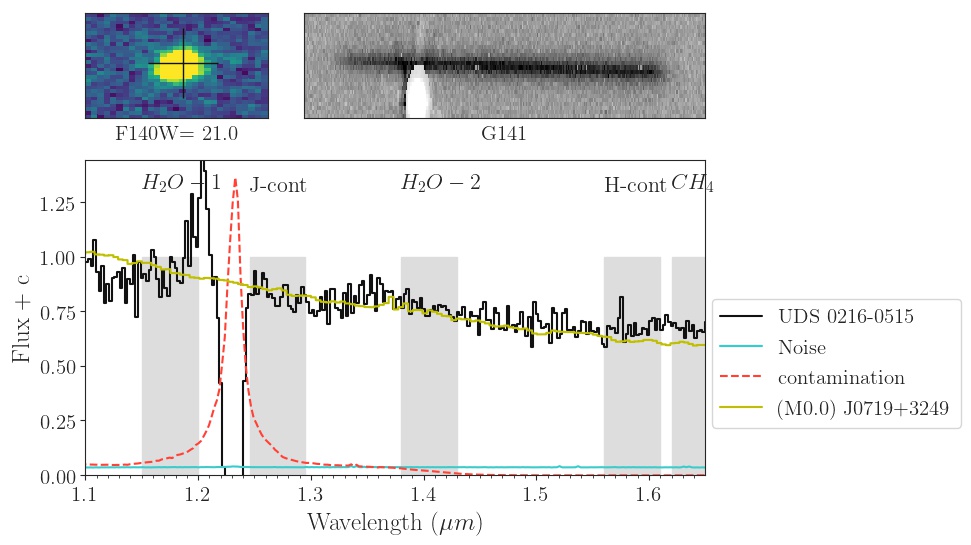 F140W= 21.0
G141
H₂O − 1 J-cont H₂O − 2 H-cont CH₄
1.25
1.00
0.75
0.50
0.25
0.00
Flux + c
1.1 1.2 1.3 1.4 1.5 1.6
Wavelength (μm)
UDS 0216-0515
Noise
contamination
(M0.0) J0719+3249